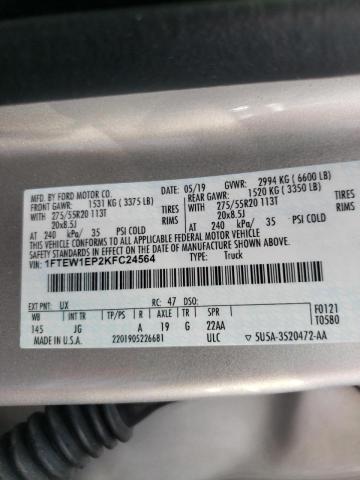 MFD. BY FORD MOTOR CO.
05/19 GVWR: 2994 KG ( 6600 LB)
FRONT GAWR: 1531 KG ( 3375 LB) REAR GAWR: 1520 KG ( 3350 LB)
275/55R20 113T TIRES 275/55R20 113T TIRES
20x8.5J RIMS 20x8.5J RIMS
AT 240 kPa/ 35 PSI COLD AT 240 kPa/ 35 PSI COLD
THIS VEHICLE CONFORMS TO ALL APPLICABLE FEDERAL MOTOR VEHICLE
SAFETY STANDARDS IN EFFECT ON THE DATE OF MANUFACTURE SHOWN ABOVE.
1FTEW1EP2KFC24564 TYPE: Truck
EXT PNT: UX RC: 47 DSO:
WB INT TR TP/PS R AXLE TR SPR F0121
145 JG A 19 G 22AA T0580
MADE IN U.S.A. 2201905226681 ULC ▽ 5U5A-3520472-AA